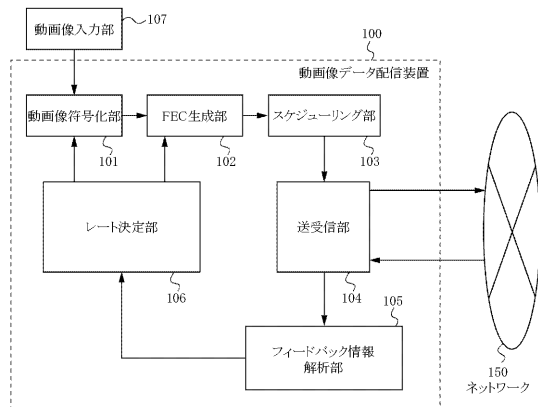 動画像入力部
107
100
動画像データ配信装置
動画像符号化部
101
FEC生成部
102
スケジューリング部
103
レート決定部
106
送受信部
104
105
フィードバック情報
解析部
150
ネットワーク